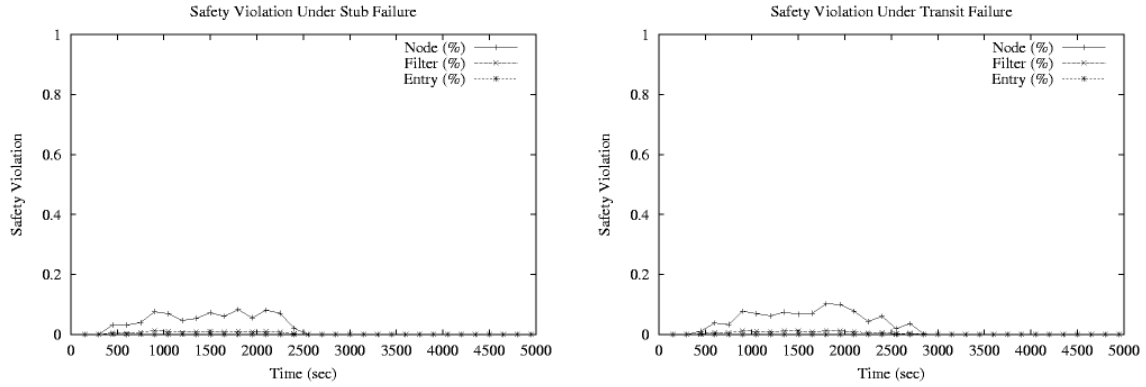 Safety Violation Under Stub Failure
1
0.8
0.6
0.4
0.2
0
Safety Violation
Node (%)
Filter (%)
Entry (%)
0 500 1000 1500 2000 2500 3000 3500 4000 4500 5000
Time (sec)
Safety Violation Under Transit Failure
1
0.8
0.6
0.4
0.2
0
Safety Violation
Node (%)
Filter (%)
Entry (%)
0 500 1000 1500 2000 2500 3000 3500 4000 4500 5000
Time (sec)